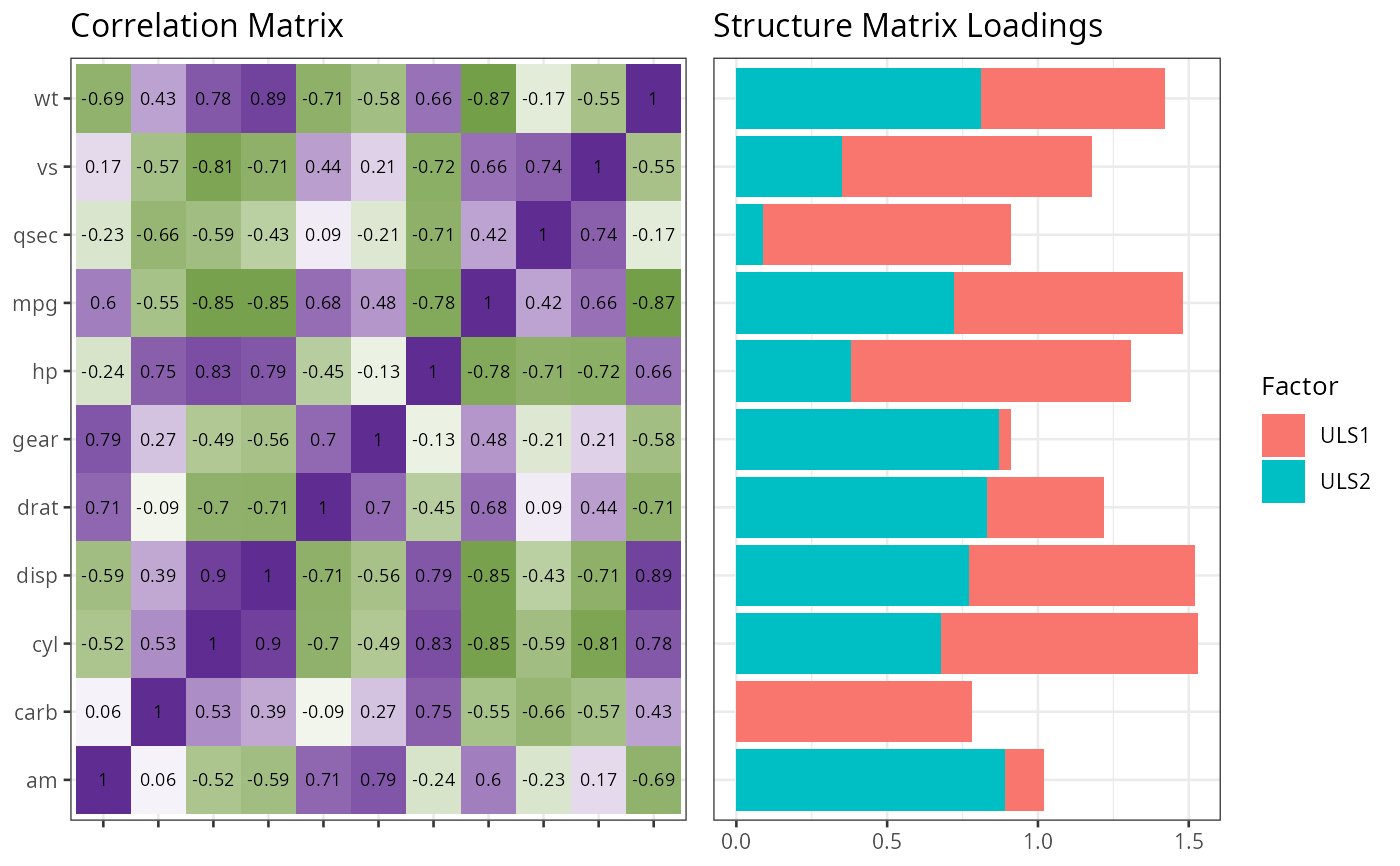 Correlation Matrix
Structure Matrix Loadings
wt -0.69 0.43 0.78 0.89 -0.71 -0.58 0.66 -0.87 -0.17 -0.55 1
vs 0.17 -0.57 -0.81 -0.71 0.44 0.21 -0.72 0.66 0.74 1 -0.55
qsec -0.23 -0.66 -0.59 -0.43 0.09 -0.21 -0.71 0.42 1 0.74 -0.17
mpg 0.6 -0.55 -0.85 -0.85 0.68 0.48 -0.78 1 0.42 0.66 -0.87
hp -0.24 0.75 0.83 0.79 -0.45 -0.13 1 -0.78 -0.71 -0.72 0.66
gear 0.79 0.27 -0.49 -0.56 0.7 1 -0.13 0.48 -0.21 0.21 -0.58
drat 0.71 -0.09 -0.7 -0.71 1 0.7 -0.45 0.68 0.09 0.44 -0.71
disp -0.59 0.39 0.9 1 -0.71 -0.56 0.79 -0.85 -0.43 -0.71 0.89
cyl -0.52 0.53 1 0.9 -0.7 -0.49 0.83 -0.85 -0.59 -0.81 0.78
carb 0.06 1 0.53 0.39 -0.09 0.27 0.75 -0.55 -0.66 -0.57 0.43
am 1 0.06 -0.52 -0.59 0.71 0.79 -0.24 0.6 -0.23 0.17 -0.69
0.0 0.5 1.0 1.5
Factor
ULS1
ULS2